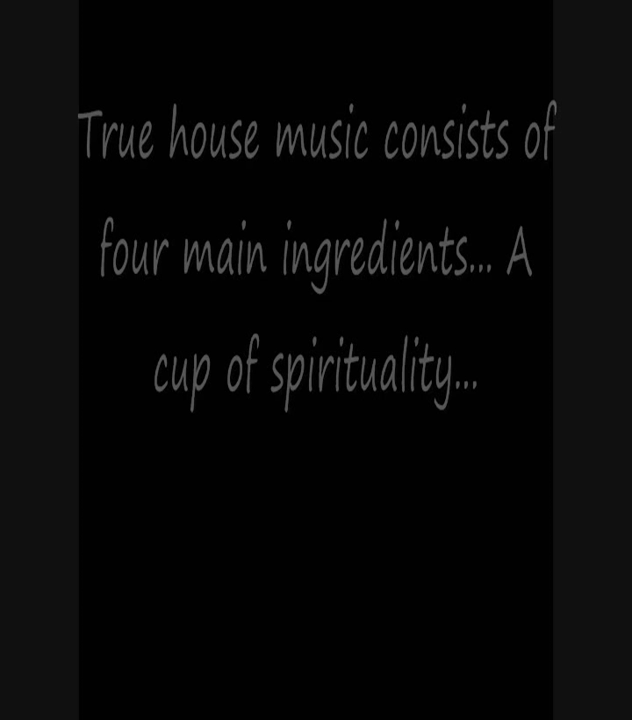 True house music consists of
four main ingredients... A
cup of spirituality...